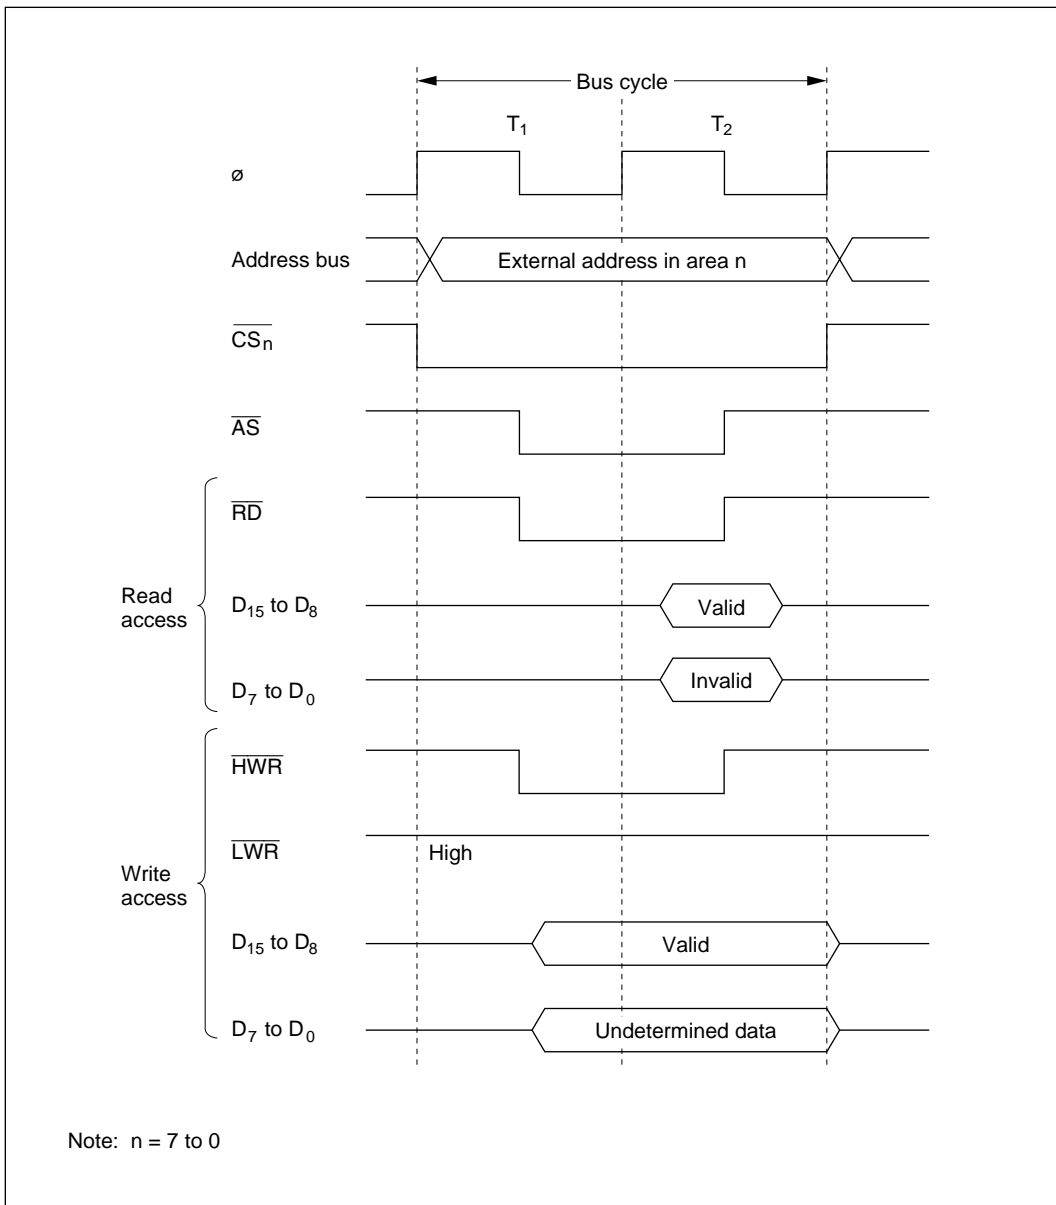 Bus cycle
T1 T2
ø
Address bus External address in area n
CSn
AS
RD
Read
access
D15 to D8 Valid
D7 to D0 Invalid
HWR
LWR High
Write
access
D15 to D8 Valid
D7 to D0 Undetermined data
Note: n = 7 to 0